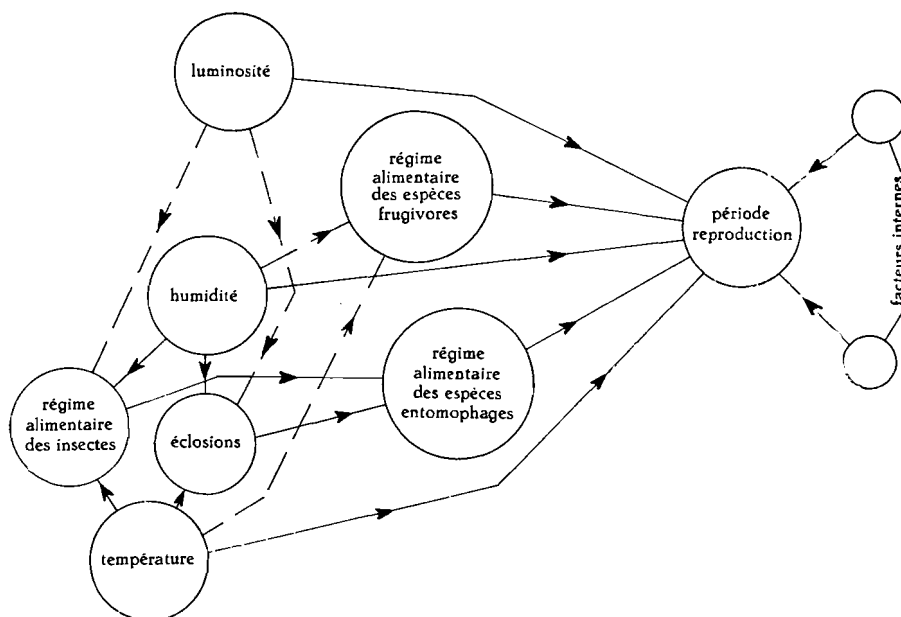 luminosité
régime
alimentaire
des espèces
frugivores
période
reproduction
facteurs internes
humidité
régime
alimentaire
des espèces
entomophages
régime
alimentaire
des insectes
éclosions
température